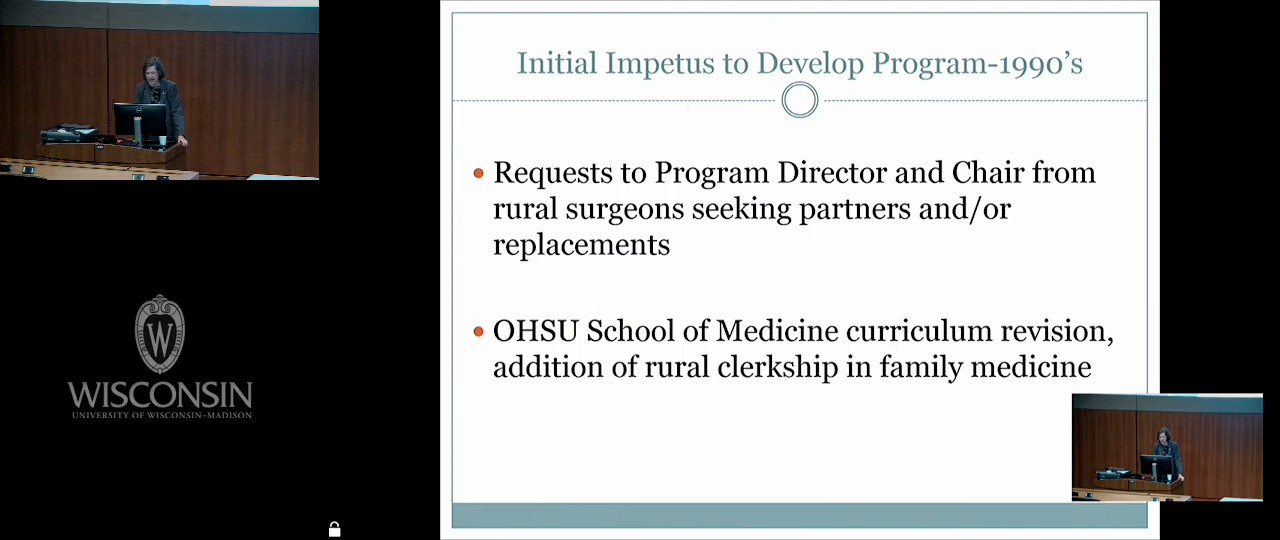 Initial Impetus to Develop Program-1990's
• Requests to Program Director and Chair from
rural surgeons seeking partners and/or
replacements
• OHSU School of Medicine curriculum revision,
addition of rural clerkship in family medicine
W
WISCONSIN
UNIVERSITY OF WISCONSIN–MADISON